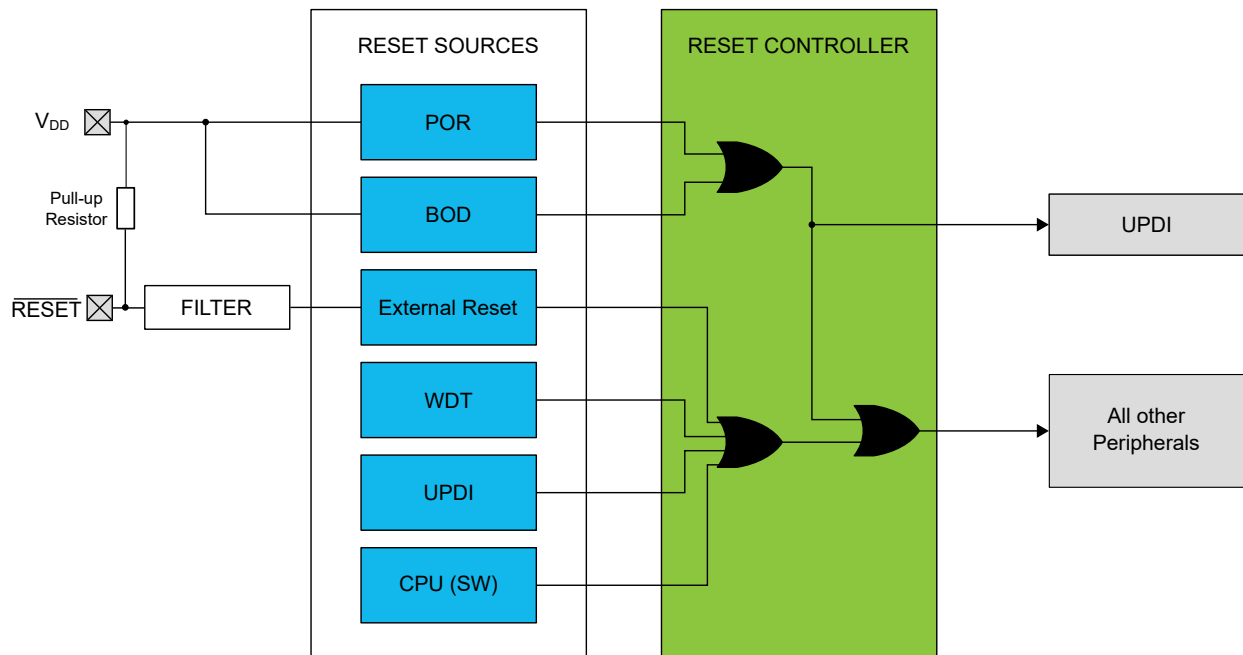 RESET SOURCES
RESET CONTROLLER
VDD
POR
Pull-up
Resistor
BOD
UPDI
RESET
FILTER
External Reset
WDT
All other
Peripherals
UPDI
CPU (SW)